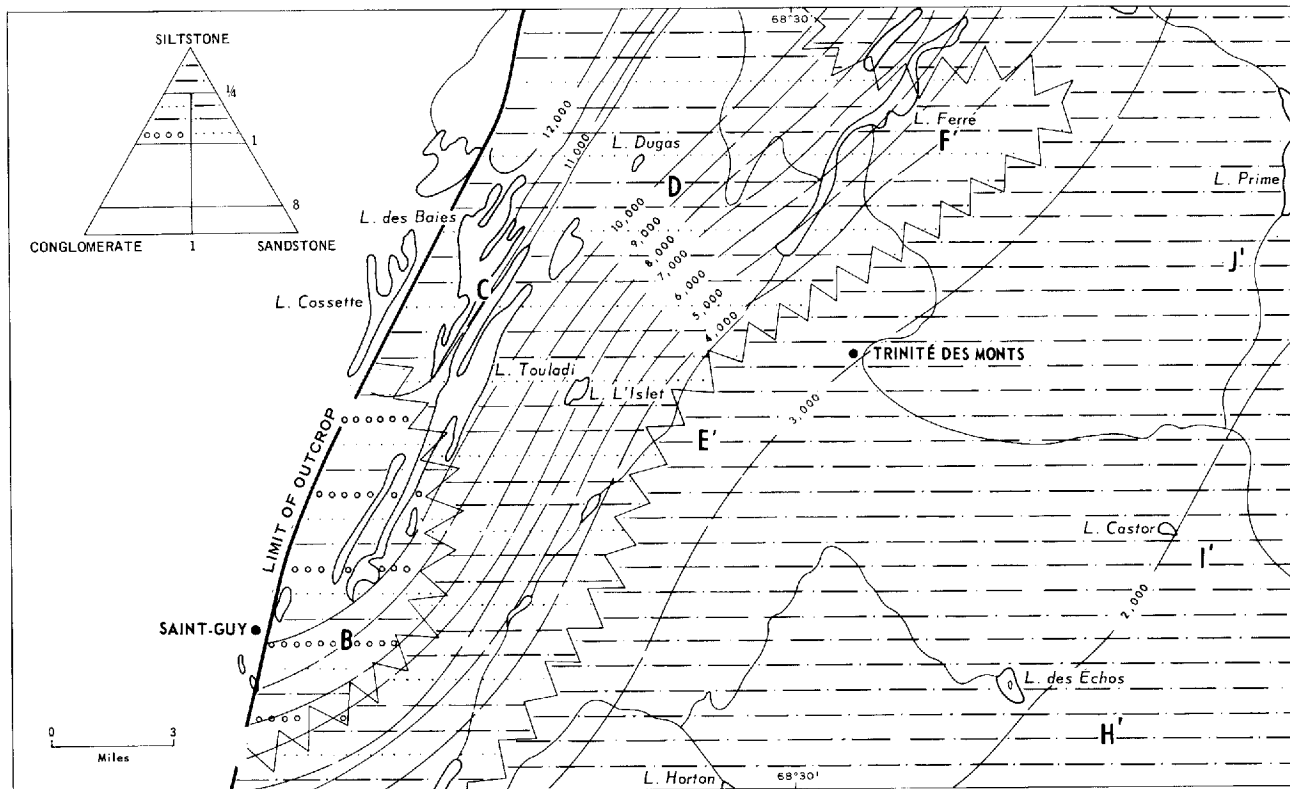 68°30'
SILTSTONE
1/4
1
8
CONGLOMERATE
1
SANDSTONE
12,000
11,000
L. Ferré
F'
L. Dugas
D
L. Prime
L. des Baies
10,000
9,000
8,000
7,000
6,000
5,000
4,000
J'
C
L. Cossette
TRINITÉ DES MONTS
L. Touladi
L. L'Islet
3,000
E'
LIMIT OF OUTCROP
L. Castor
I'
2,000
SAINT-GUY
B
L. des Échos
H'
0
3
Miles
L. Horton
68°30'